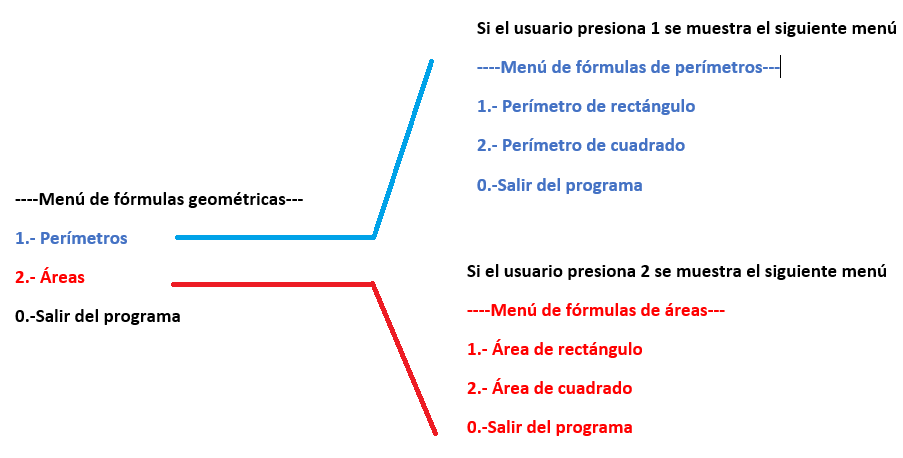 ----Menú de fórmulas geométricas---
1.- Perímetros
2.- Áreas
0.-Salir del programa
Si el usuario presiona 1 se muestra el siguiente menú
----Menú de fórmulas de perímetros---
1.- Perímetro de rectángulo
2.- Perímetro de cuadrado
0.-Salir del programa
Si el usuario presiona 2 se muestra el siguiente menú
----Menú de fórmulas de áreas---
1.- Área de rectángulo
2.- Área de cuadrado
0.-Salir del programa